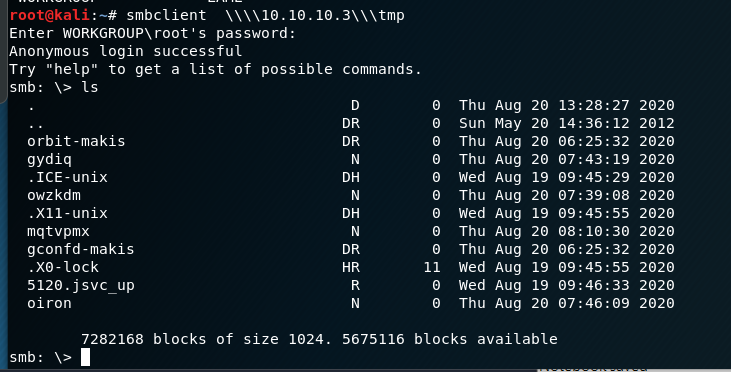 root@kali:~# smbclient  \\\\10.10.10.3\\\tmp
Enter WORKGROUP\root's password:
Anonymous login successful
Try "help" to get a list of possible commands.
smb: \> ls
  .                                   D        0  Thu Aug 20 13:28:27 2020
  ..                                 DR        0  Sun May 20 14:36:12 2012
  orbit-makis                        DR        0  Thu Aug 20 06:25:32 2020
  gydiq                               N        0  Thu Aug 20 07:43:19 2020
  .ICE-unix                          DH        0  Wed Aug 19 09:45:29 2020
  owzkdm                              N        0  Thu Aug 20 07:39:08 2020
  .X11-unix                          DH        0  Wed Aug 19 09:45:55 2020
  mqtvpmx                             N        0  Thu Aug 20 08:10:30 2020
  gconfd-makis                       DR        0  Thu Aug 20 06:25:32 2020
  .X0-lock                           HR       11  Wed Aug 19 09:45:55 2020
  5120.jsvc_up                        R        0  Wed Aug 19 09:46:33 2020
  oiron                               N        0  Thu Aug 20 07:46:09 2020
        7282168 blocks of size 1024. 5675116 blocks available
smb: \>